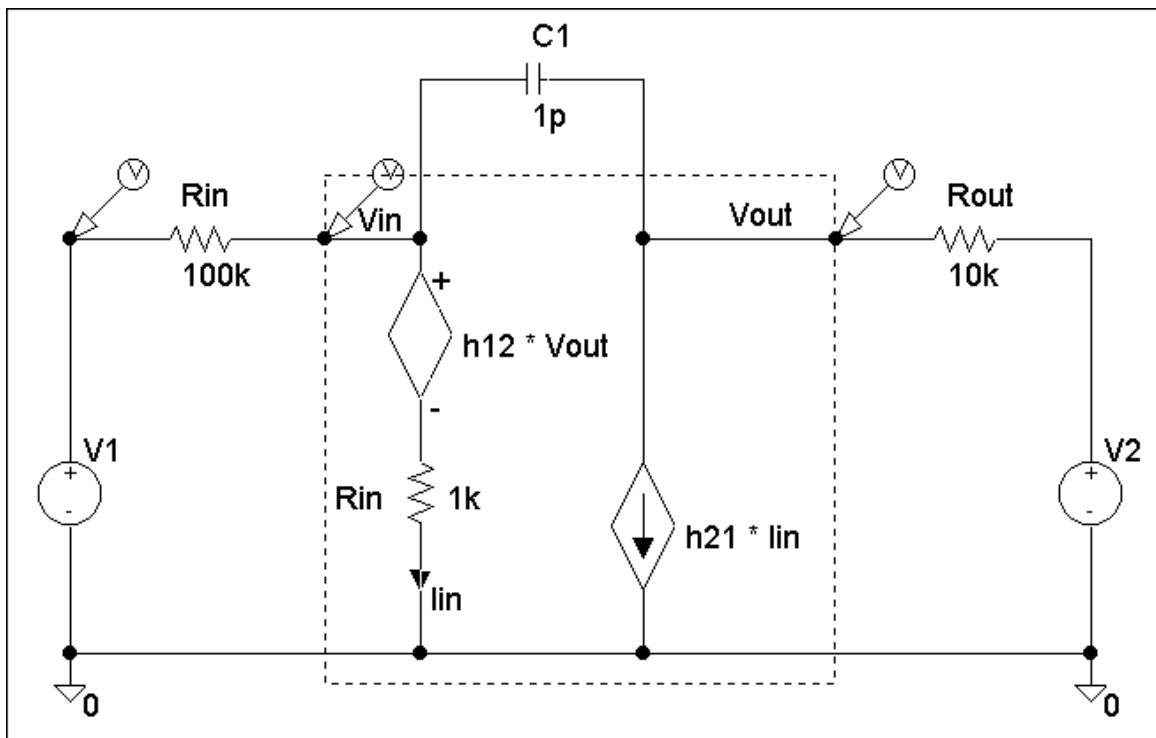 C1
1p
V
V
V
Rin
Vin
Vout
Rout
100k
10k
+
h12 * Vout
-
V1
+
-
Rin
1k
Iin
h21 * Iin
V2
+
-
0
0